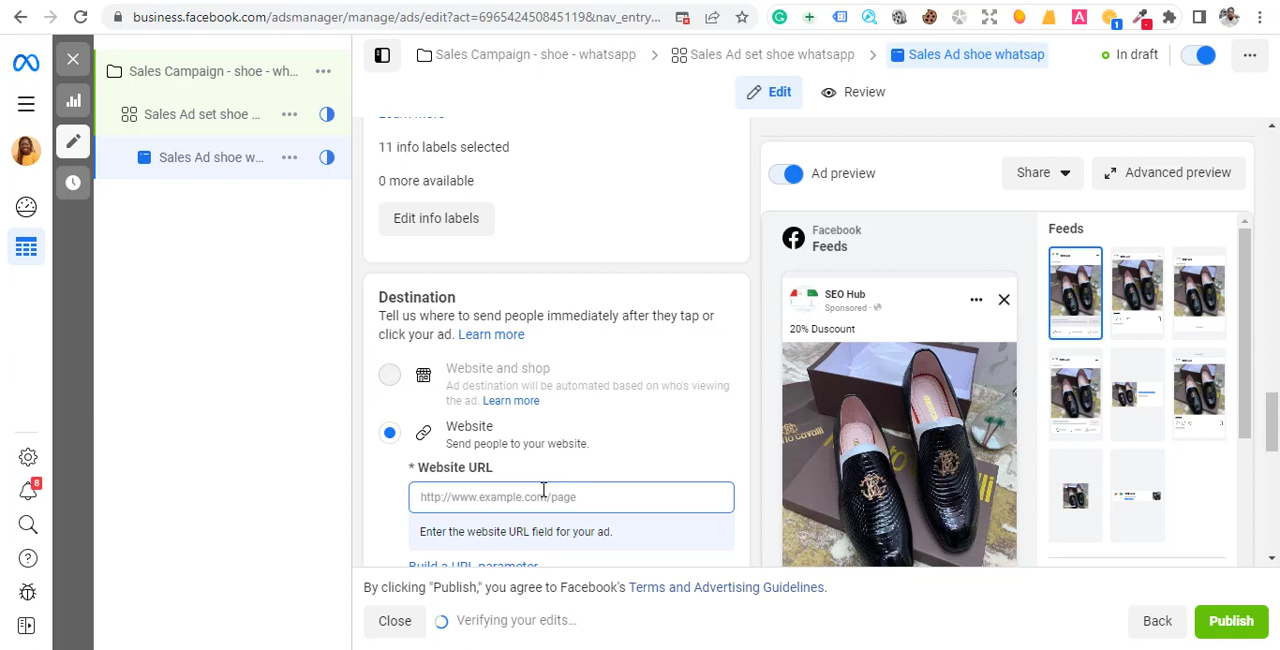 business.facebook.com/adsmanager/manage/ads/edit?act=696542450845119&nav_entry...
1
Sales Campaign - shoe - wh...
Sales Ad set shoe ...
Sales Ad shoe w...
8
Sales Campaign - shoe - whatsapp
Sales Ad set shoe whatsapp
Sales Ad shoe whatsap
In draft
Edit
Review
Learn more
11 info labels selected
0 more available
Edit info labels
Destination
Tell us where to send people immediately after they tap or
click your ad. Learn more
Website and shop
Ad destination will be automated based on who's viewing
the ad. Learn more
Website
Send people to your website.
* Website URL
http://www.example.com/page
Enter the website URL field for your ad.
Build a URL parameter
Ad preview
Share
Advanced preview
Facebook
Feeds
SEO Hub
Sponsored
20% Duscount
Feeds
By clicking "Publish," you agree to Facebook's Terms and Advertising Guidelines.
Close
Verifying your edits...
Back
Publish